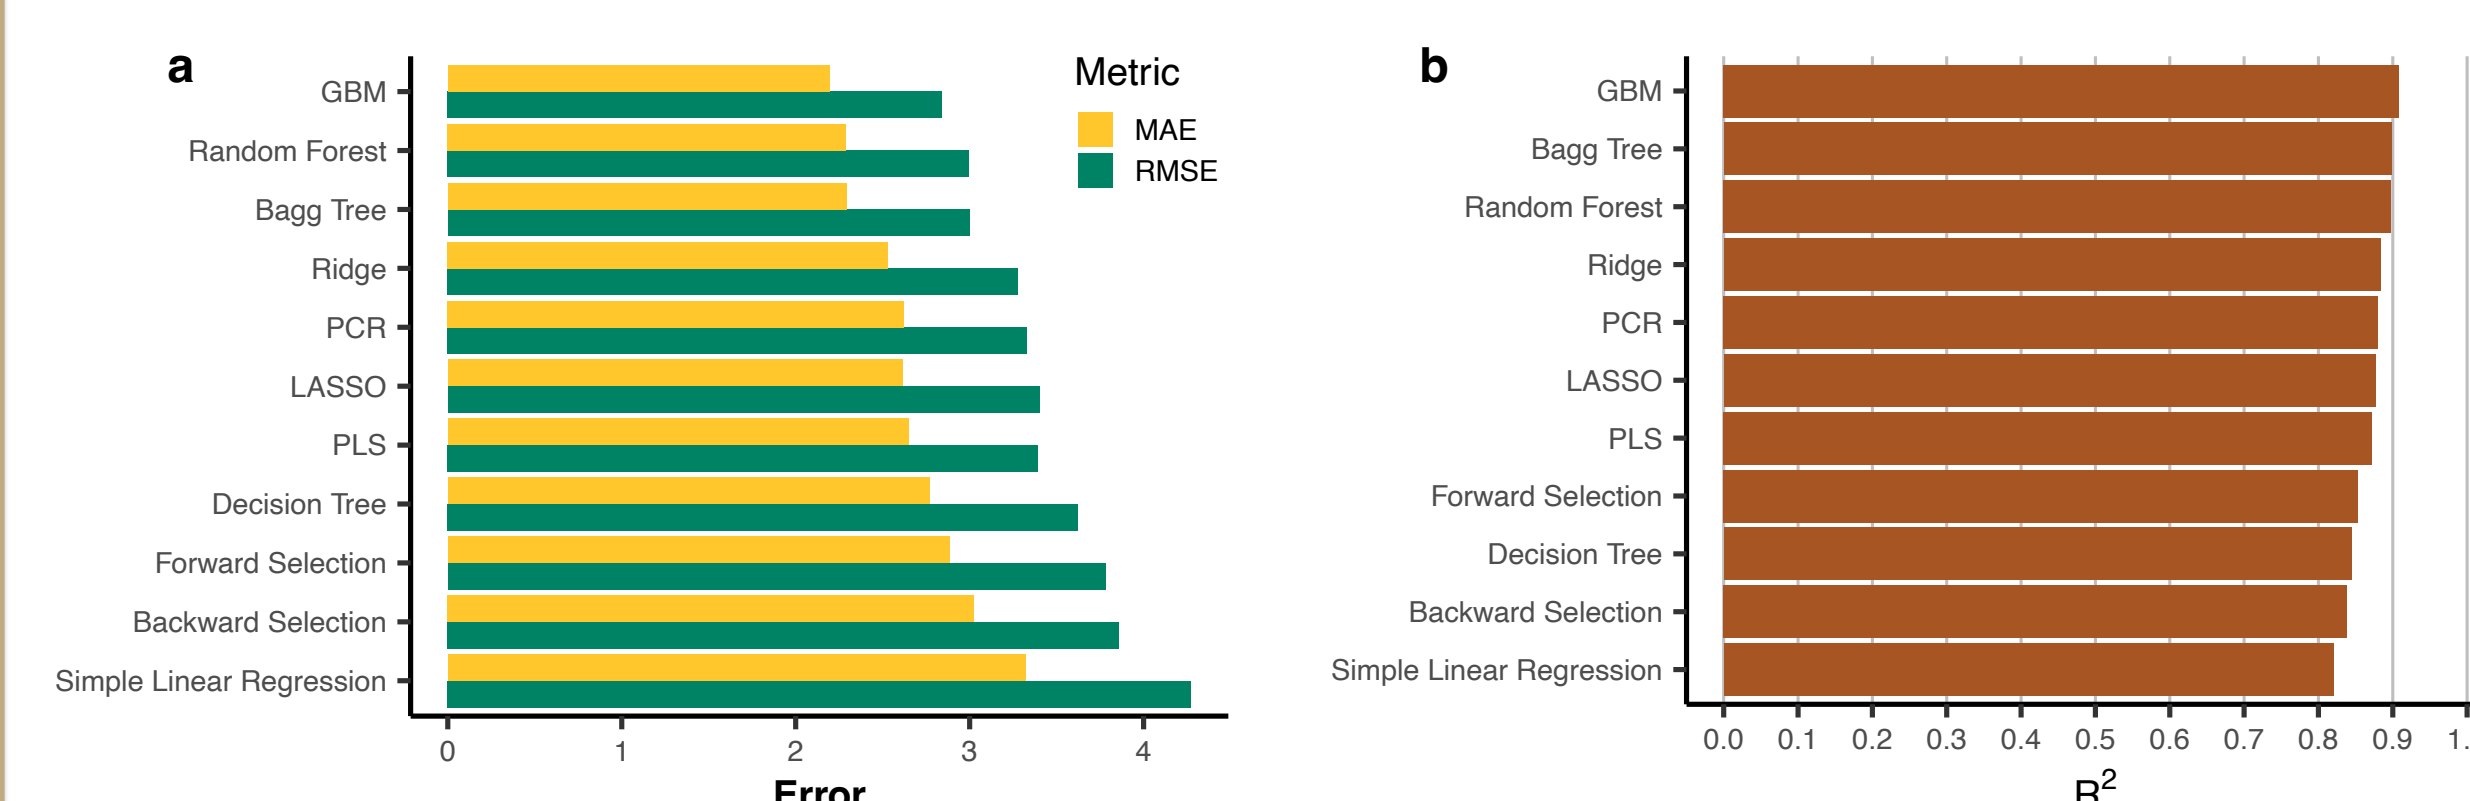 a
GBM
Random Forest
Bagg Tree
Ridge
PCR
LASSO
PLS
Decision Tree
Forward Selection
Backward Selection
Simple Linear Regression
0 1 2 3 4
Error
Metric
MAE
RMSE
b
GBM
Bagg Tree
Random Forest
Ridge
PCR
LASSO
PLS
Forward Selection
Decision Tree
Backward Selection
Simple Linear Regression
0.0 0.1 0.2 0.3 0.4 0.5 0.6 0.7 0.8 0.9 1.
R²